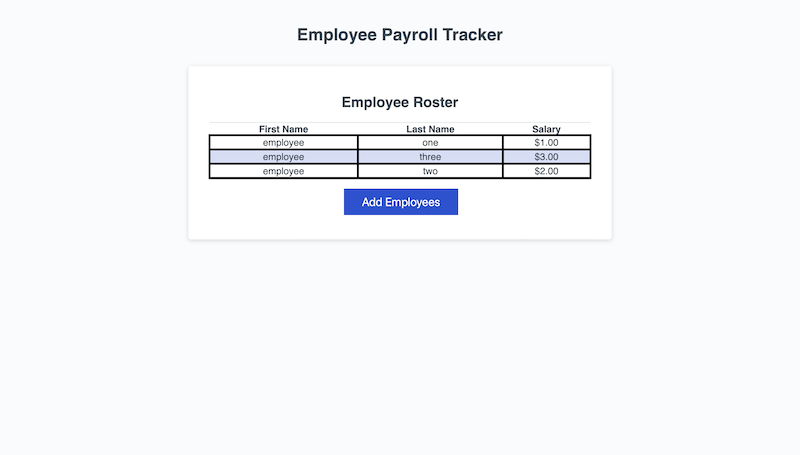 Employee Payroll Tracker
Employee Roster
First Name Last Name Salary
employee one $1.00
employee three $3.00
employee two $2.00
Add Employees